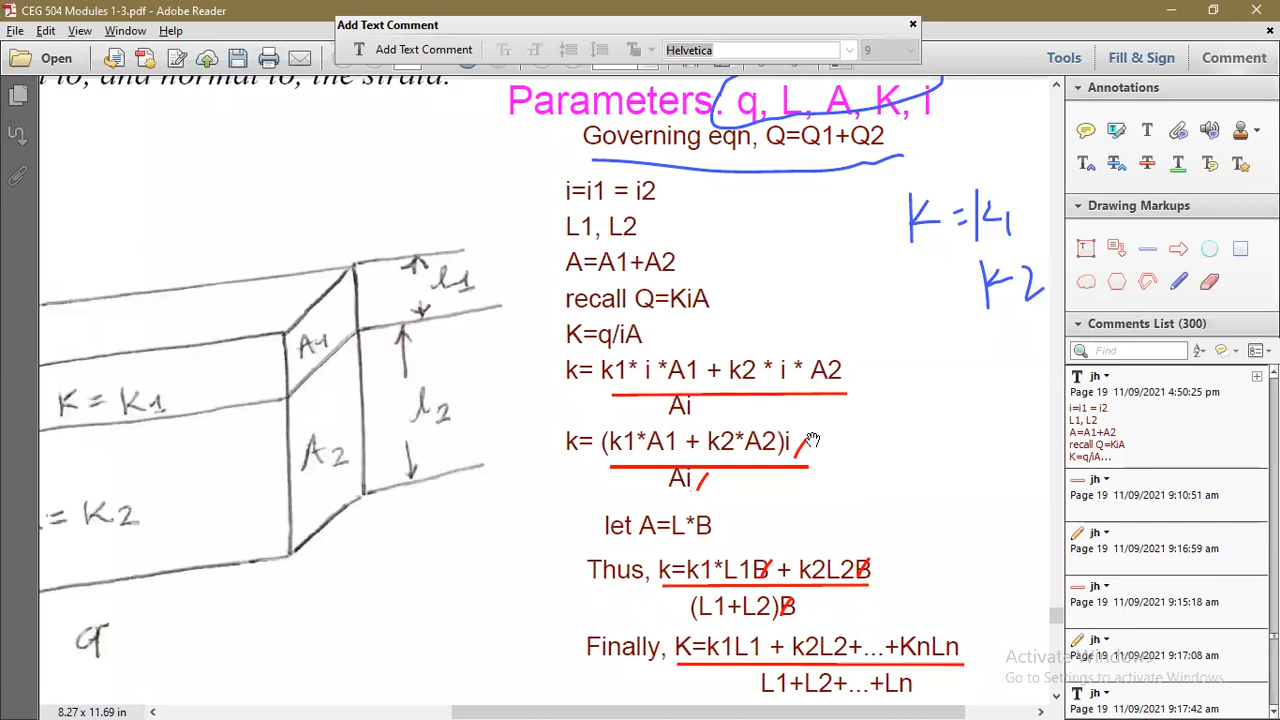 CEG 504 Modules 1-3.pdf - Adobe Reader
File Edit View Window Help
Add Text Comment
Open
Add Text Comment
Helvetica
9
Tools Fill & Sign Comment
to, and normal to, the strata.
Parameters: q, L, A, K, i
Governing eqn, Q=Q1+Q2
i=i1 = i2
L1, L2
A=A1+A2
recall Q=KiA
K=q/iA
k= k1* i *A1 + k2 * i * A2
Ai
k= (k1*A1 + k2*A2)i
Ai
let A=L*B
Thus, k=k1*L1B + k2L2B
(L1+L2)B
Finally, K=k1L1 + k2L2+...+KnLn
L1+L2+...+Ln
K = K1
K2
l1
A1
K = K1
l2
A2
= K2
q
Annotations
Drawing Markups
Comments List (300)
Find
jh
Page 19 11/09/2021 4:50:25 pm
i=i1 = i2
L1, L2
A=A1+A2
recall Q=KiA
K=q/iA...
jh
Page 19 11/09/2021 9:10:51 am
jh
Page 19 11/09/2021 9:16:59 am
jh
Page 19 11/09/2021 9:15:18 am
jh
Page 19 11/09/2021 9:17:08 am
jh
Page 19 11/09/2021 9:17:42 am
Activate Windows
Go to Settings to activate Windows.
8.27 x 11.69 in